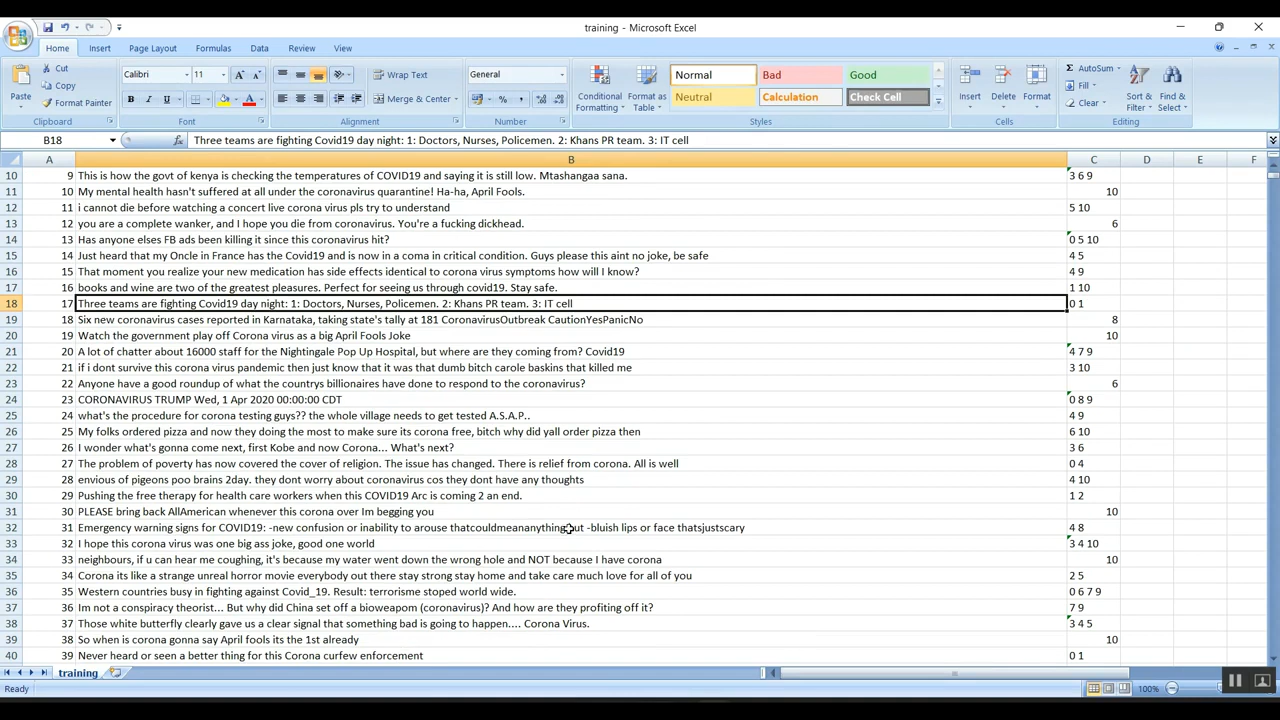 training - Microsoft Excel
Home Insert Page Layout Formulas Data Review View
Cut
Copy
Format Painter
Paste
Clipboard
Calibri 11
B I U
Font
Wrap Text
Merge & Center
Alignment
General
$ % ,
Number
Conditional Formatting
Format as Table
Normal Bad Good
Neutral Calculation Check Cell
Styles
Insert Delete Format
Cells
AutoSum
Fill
Clear
Sort & Filter
Find & Select
Editing
B18 fx Three teams are fighting Covid19 day night: 1: Doctors, Nurses, Policemen. 2: Khans PR team. 3: IT cell
A B C D E F
10 9 This is how the govt of kenya is checking the temperatures of COVID19 and saying it is still low. Mtashangaa sana. 3 6 9
11 10 My mental health hasn't suffered at all under the coronavirus quarantine! Ha-ha, April Fools. 10
12 11 i cannot die before watching a concert live corona virus pls try to understand 5 10
13 12 you are a complete wanker, and I hope you die from coronavirus. You're a fucking dickhead. 6
14 13 Has anyone elses FB ads been killing it since this coronavirus hit? 0 5 10
15 14 Just heard that my Oncle in France has the Covid19 and is now in a coma in critical condition. Guys please this aint no joke, be safe 4 5
16 15 That moment you realize your new medication has side effects identical to corona virus symptoms how will I know? 4 9
17 16 books and wine are two of the greatest pleasures. Perfect for seeing us through covid19. Stay safe. 1 10
18 17 Three teams are fighting Covid19 day night: 1: Doctors, Nurses, Policemen. 2: Khans PR team. 3: IT cell 0 1
19 18 Six new coronavirus cases reported in Karnataka, taking state's tally at 181 CoronavirusOutbreak CautionYesPanicNo 8
20 19 Watch the government play off Corona virus as a big April Fools Joke 10
21 20 A lot of chatter about 16000 staff for the Nightingale Pop Up Hospital, but where are they coming from? Covid19 4 7 9
22 21 if i dont survive this corona virus pandemic then just know that it was that dumb bitch carole baskins that killed me 3 10
23 22 Anyone have a good roundup of what the countrys billionaires have done to respond to the coronavirus? 6
24 23 CORONAVIRUS TRUMP Wed, 1 Apr 2020 00:00:00 CDT 0 8 9
25 24 what's the procedure for corona testing guys?? the whole village needs to get tested A.S.A.P.. 4 9
26 25 My folks ordered pizza and now they doing the most to make sure its corona free, bitch why did yall order pizza then 6 10
27 26 I wonder what's gonna come next, first Kobe and now Corona... What's next? 3 6
28 27 The problem of poverty has now covered the cover of religion. The issue has changed. There is relief from corona. All is well 0 4
29 28 envious of pigeons poo brains 2day. they dont worry about coronavirus cos they dont have any thoughts 4 10
30 29 Pushing the free therapy for health care workers when this COVID19 Arc is coming 2 an end. 1 2
31 30 PLEASE bring back AllAmerican whenever this corona over Im begging you 10
32 31 Emergency warning signs for COVID19: -new confusion or inability to arouse thatcouldmeananything but -bluish lips or face thatsjustscary 4 8
33 32 I hope this corona virus was one big ass joke, good one world 3 4 10
34 33 neighbours, if u can hear me coughing, it's because my water went down the wrong hole and NOT because I have corona 10
35 34 Corona its like a strange unreal horror movie everybody out there stay strong stay home and take care much love for all of you 2 5
36 35 Western countries busy in fighting against Covid_19. Result: terrorisme stoped world wide. 0 6 7 9
37 36 Im not a conspiracy theorist... But why did China set off a bioweapom (coronavirus)? And how are they profiting off it? 7 9
38 37 Those white butterfly clearly gave us a clear signal that something bad is going to happen.... Corona Virus. 3 4 5
39 38 So when is corona gonna say April fools its the 1st already 10
40 39 Never heard or seen a better thing for this Corona curfew enforcement 0 1
training
Ready 100%